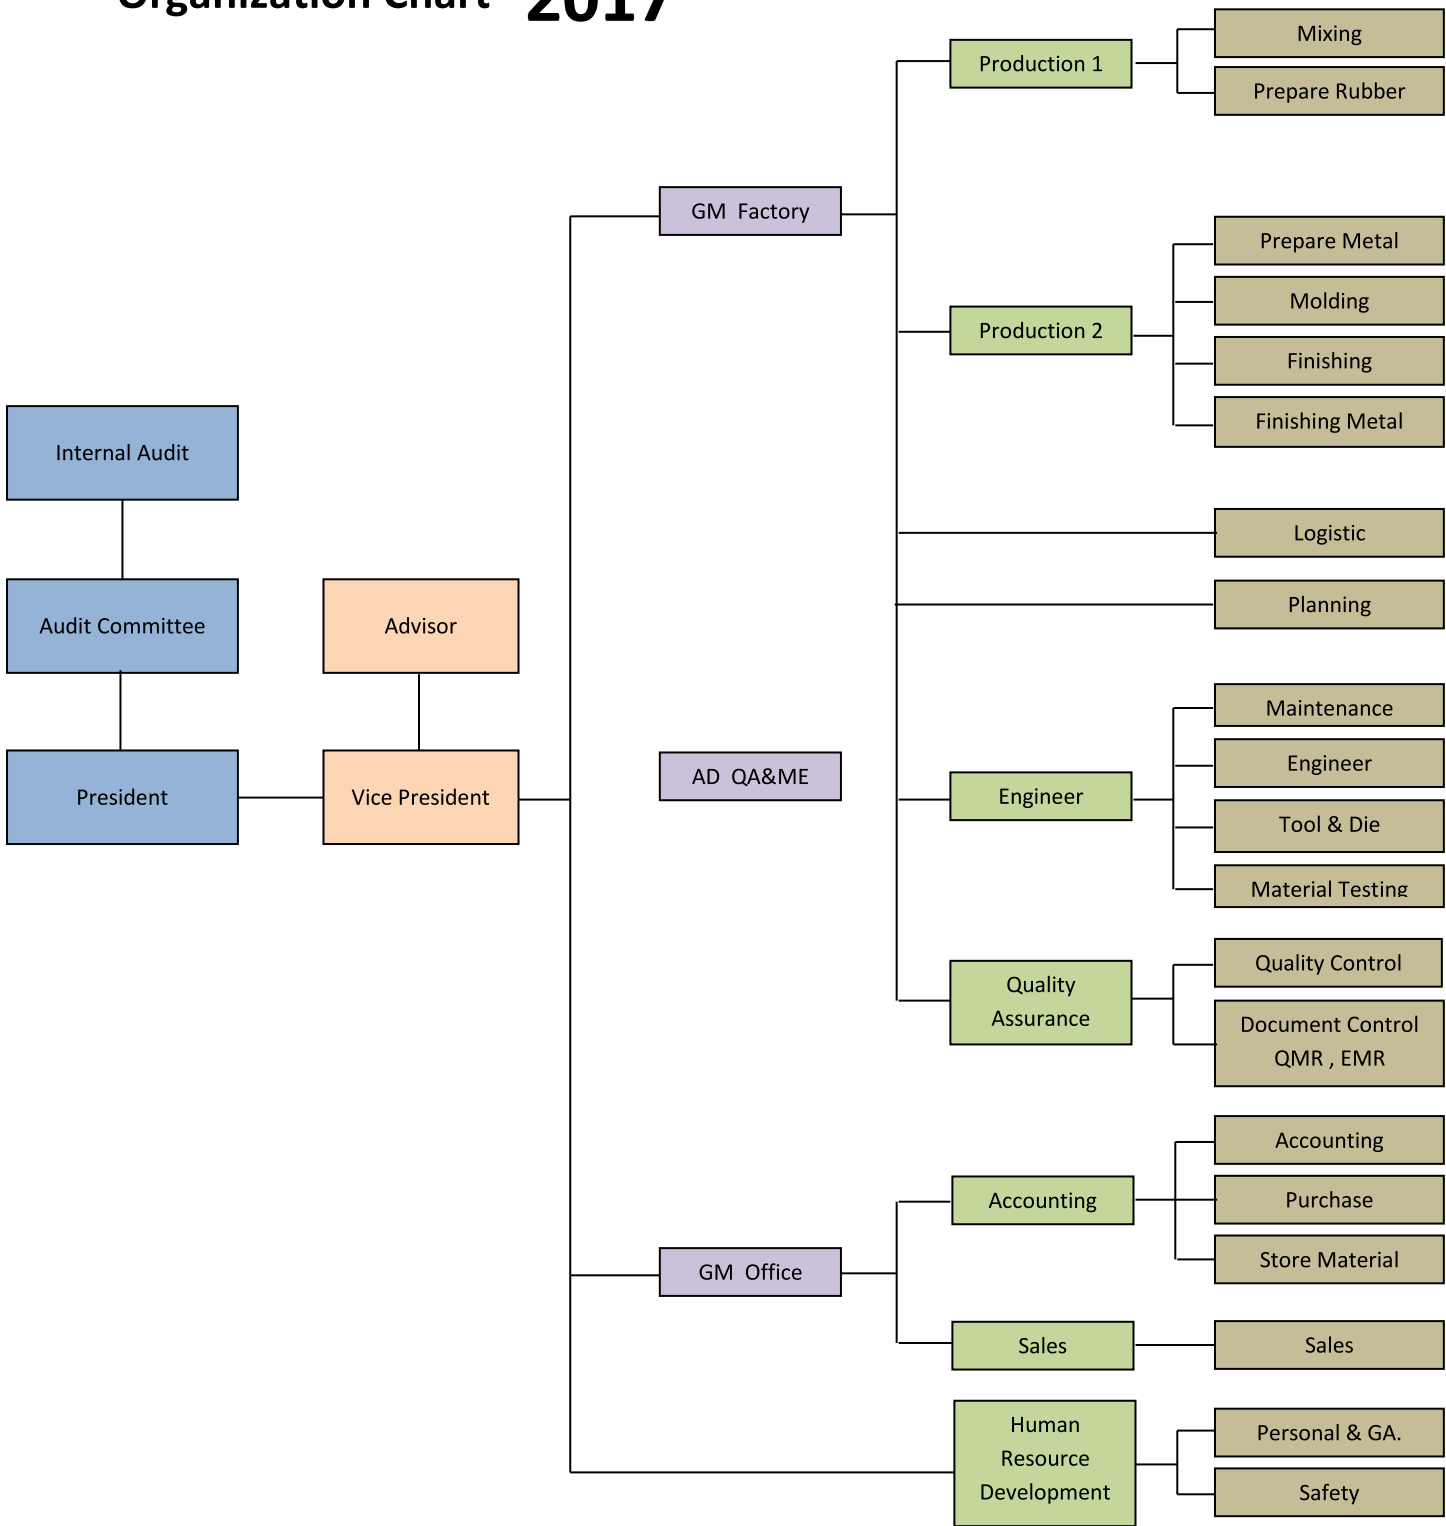 Organization Chart 2017
Mixing
Production 1
Prepare Rubber
GM Factory
Prepare Metal
Molding
Production 2
Finishing
Finishing Metal
Internal Audit
Logistic
Planning
Audit Committee
Advisor
Maintenance
Engineer
AD QA&ME
President
Vice President
Engineer
Tool & Die
Material Testing
Quality
Assurance
Quality Control
Document Control
QMR , EMR
Accounting
Accounting
Purchase
Store Material
GM Office
Sales
Sales
Human
Resource
Development
Personal & GA.
Safety